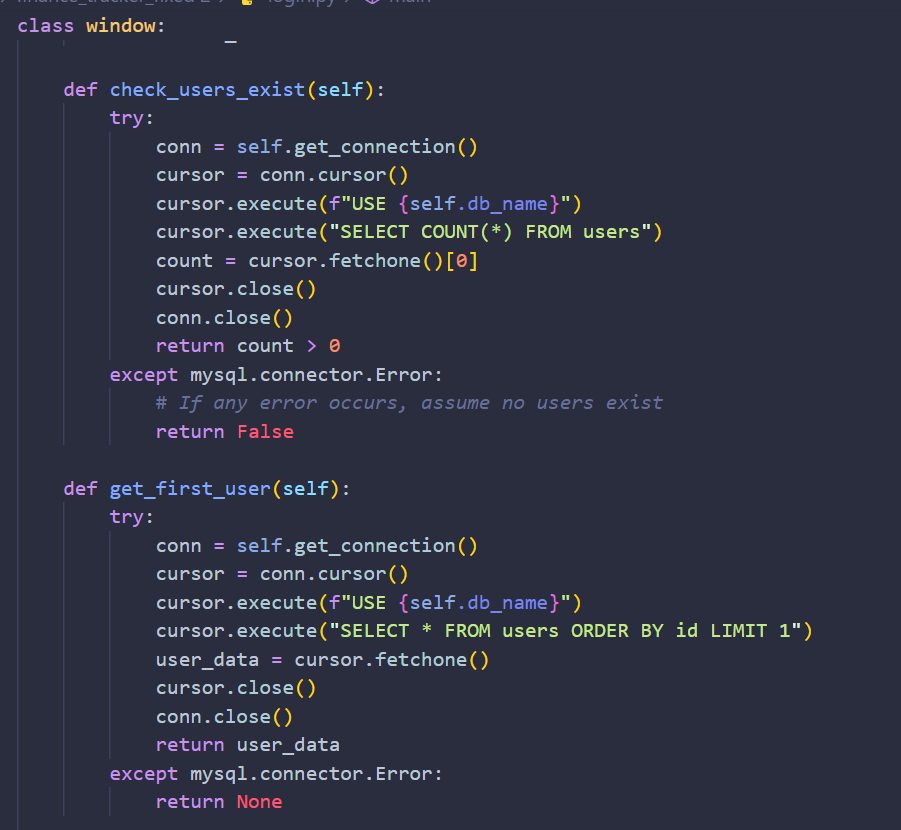 class window:
    def check_users_exist(self):
        try:
            conn = self.get_connection()
            cursor = conn.cursor()
            cursor.execute(f"USE {self.db_name}")
            cursor.execute("SELECT COUNT(*) FROM users")
            count = cursor.fetchone()[0]
            cursor.close()
            conn.close()
            return count > 0
        except mysql.connector.Error:
            # If any error occurs, assume no users exist
            return False
    def get_first_user(self):
        try:
            conn = self.get_connection()
            cursor = conn.cursor()
            cursor.execute(f"USE {self.db_name}")
            cursor.execute("SELECT * FROM users ORDER BY id LIMIT 1")
            user_data = cursor.fetchone()
            cursor.close()
            conn.close()
            return user_data
        except mysql.connector.Error:
            return None